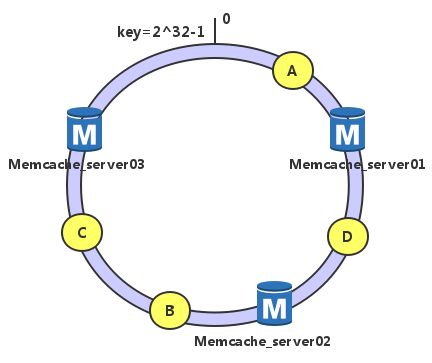 0
key=2^32-1
A
M
M
Memcache_server03
Memcache_server01
C
D
B
M
Memcache_server02